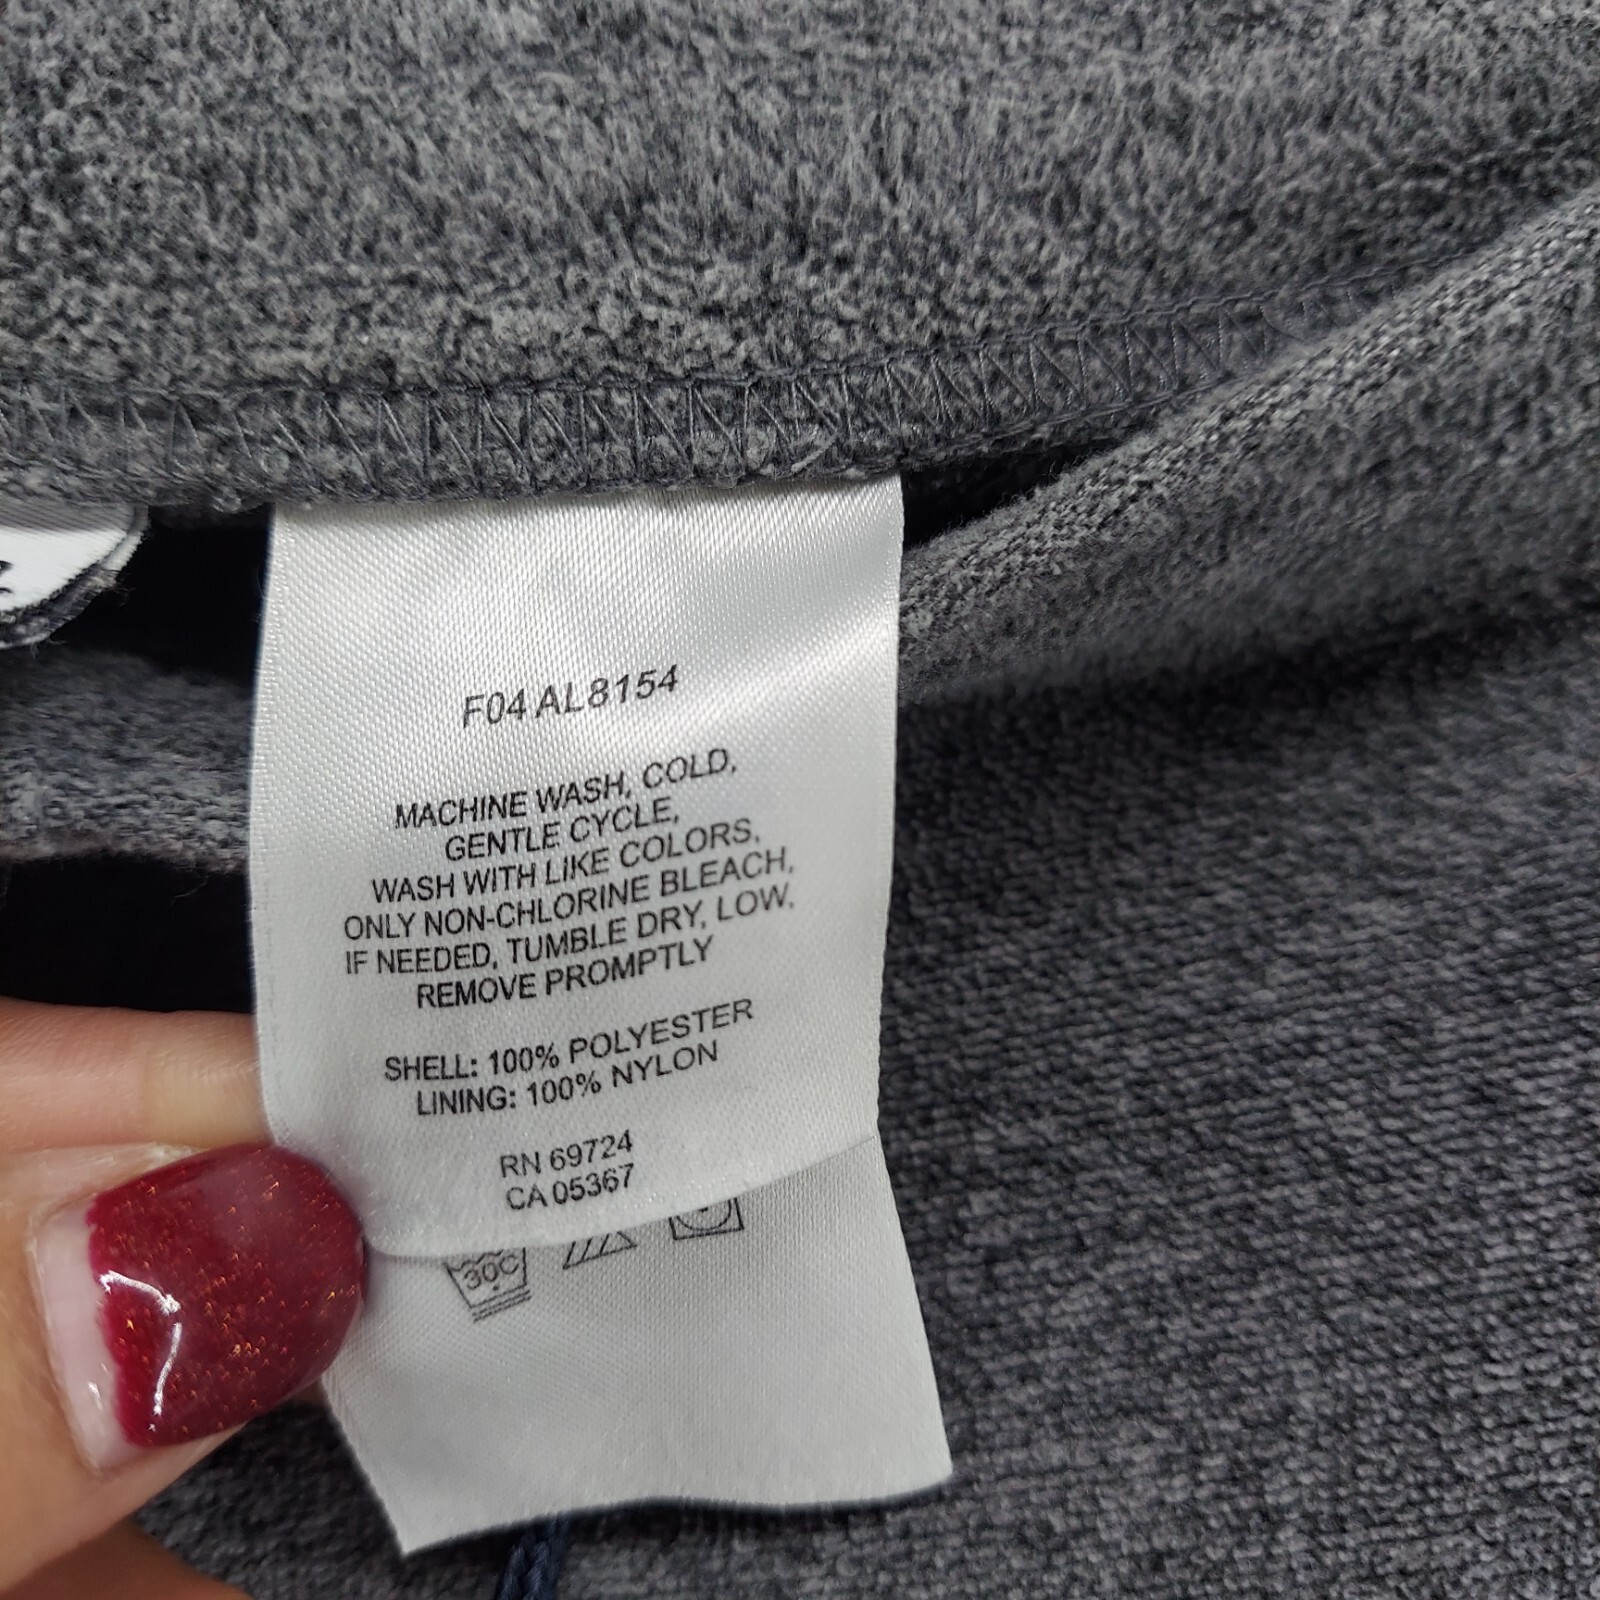 F04 AL8154
MACHINE WASH, COLD,
GENTLE CYCLE,
WASH WITH LIKE COLORS,
ONLY NON-CHLORINE BLEACH,
IF NEEDED, TUMBLE DRY, LOW,
REMOVE PROMPTLY
SHELL: 100% POLYESTER
LINING: 100% NYLON
RN 69724
CA 05367
30C